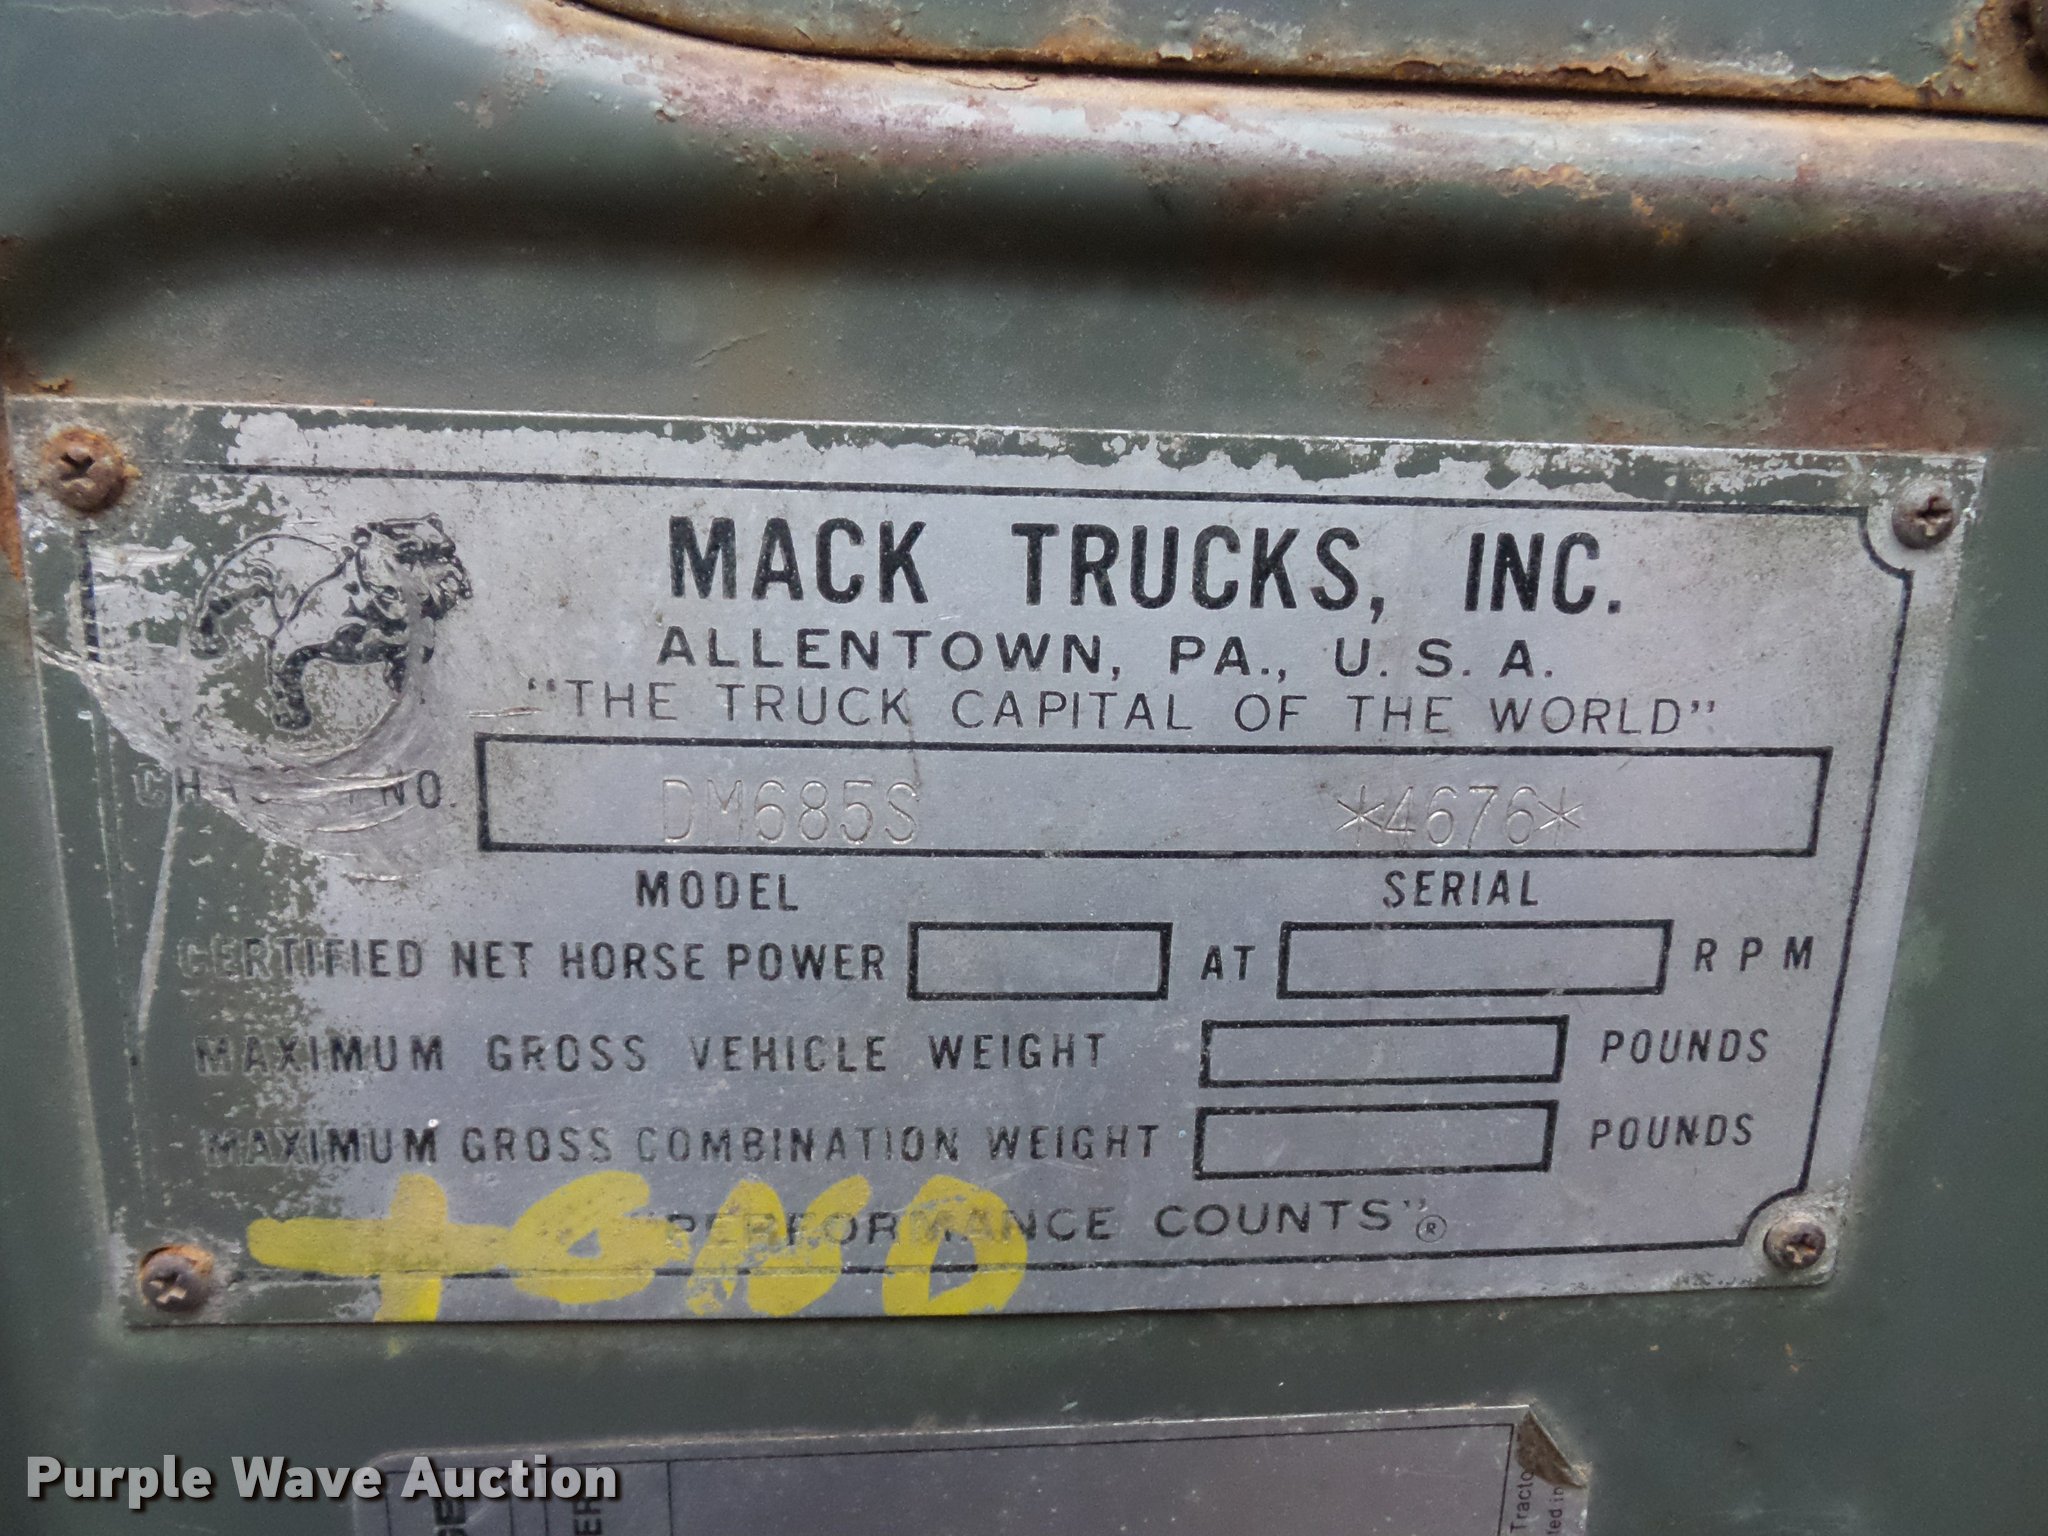 MACK TRUCKS, INC.
ALLENTOWN, PA., U. S. A.
"THE TRUCK CAPITAL OF THE WORLD"
NO. DM685S *4676*
MODEL SERIAL
CERTIFIED NET HORSE POWER AT RPM
MAXIMUM GROSS VEHICLE WEIGHT POUNDS
MAXIMUM GROSS COMBINATION WEIGHT POUNDS
"PERFORMANCE COUNTS"®
Purple Wave Auction